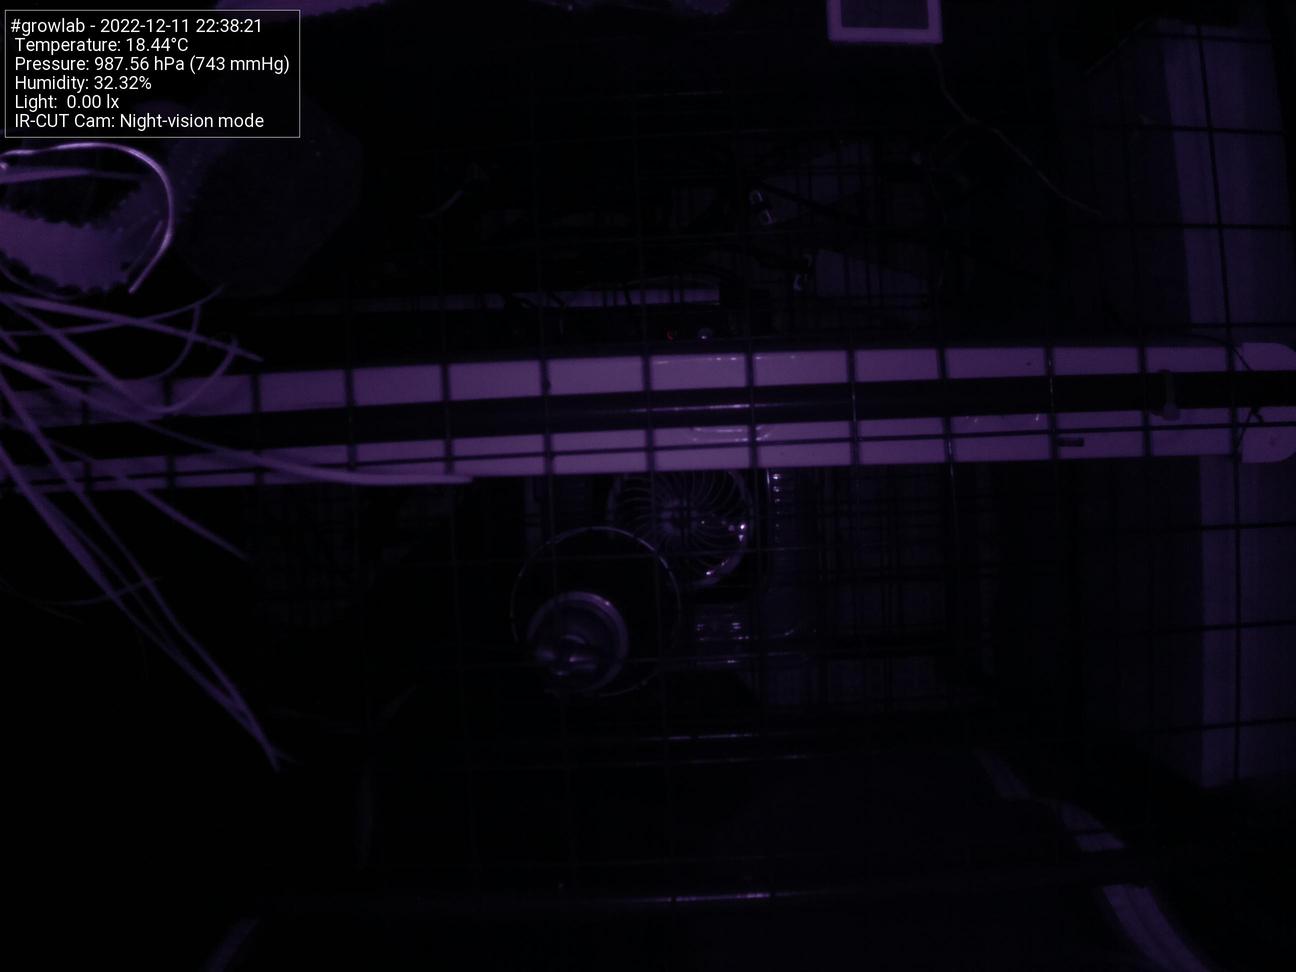 #growlab - 2022-12-11 22:38:21
Temperature: 18.44°C
Pressure: 987.56 hPa (743 mmHg)
Humidity: 32.32%
Light:  0.00 lx
IR-CUT Cam: Night-vision mode